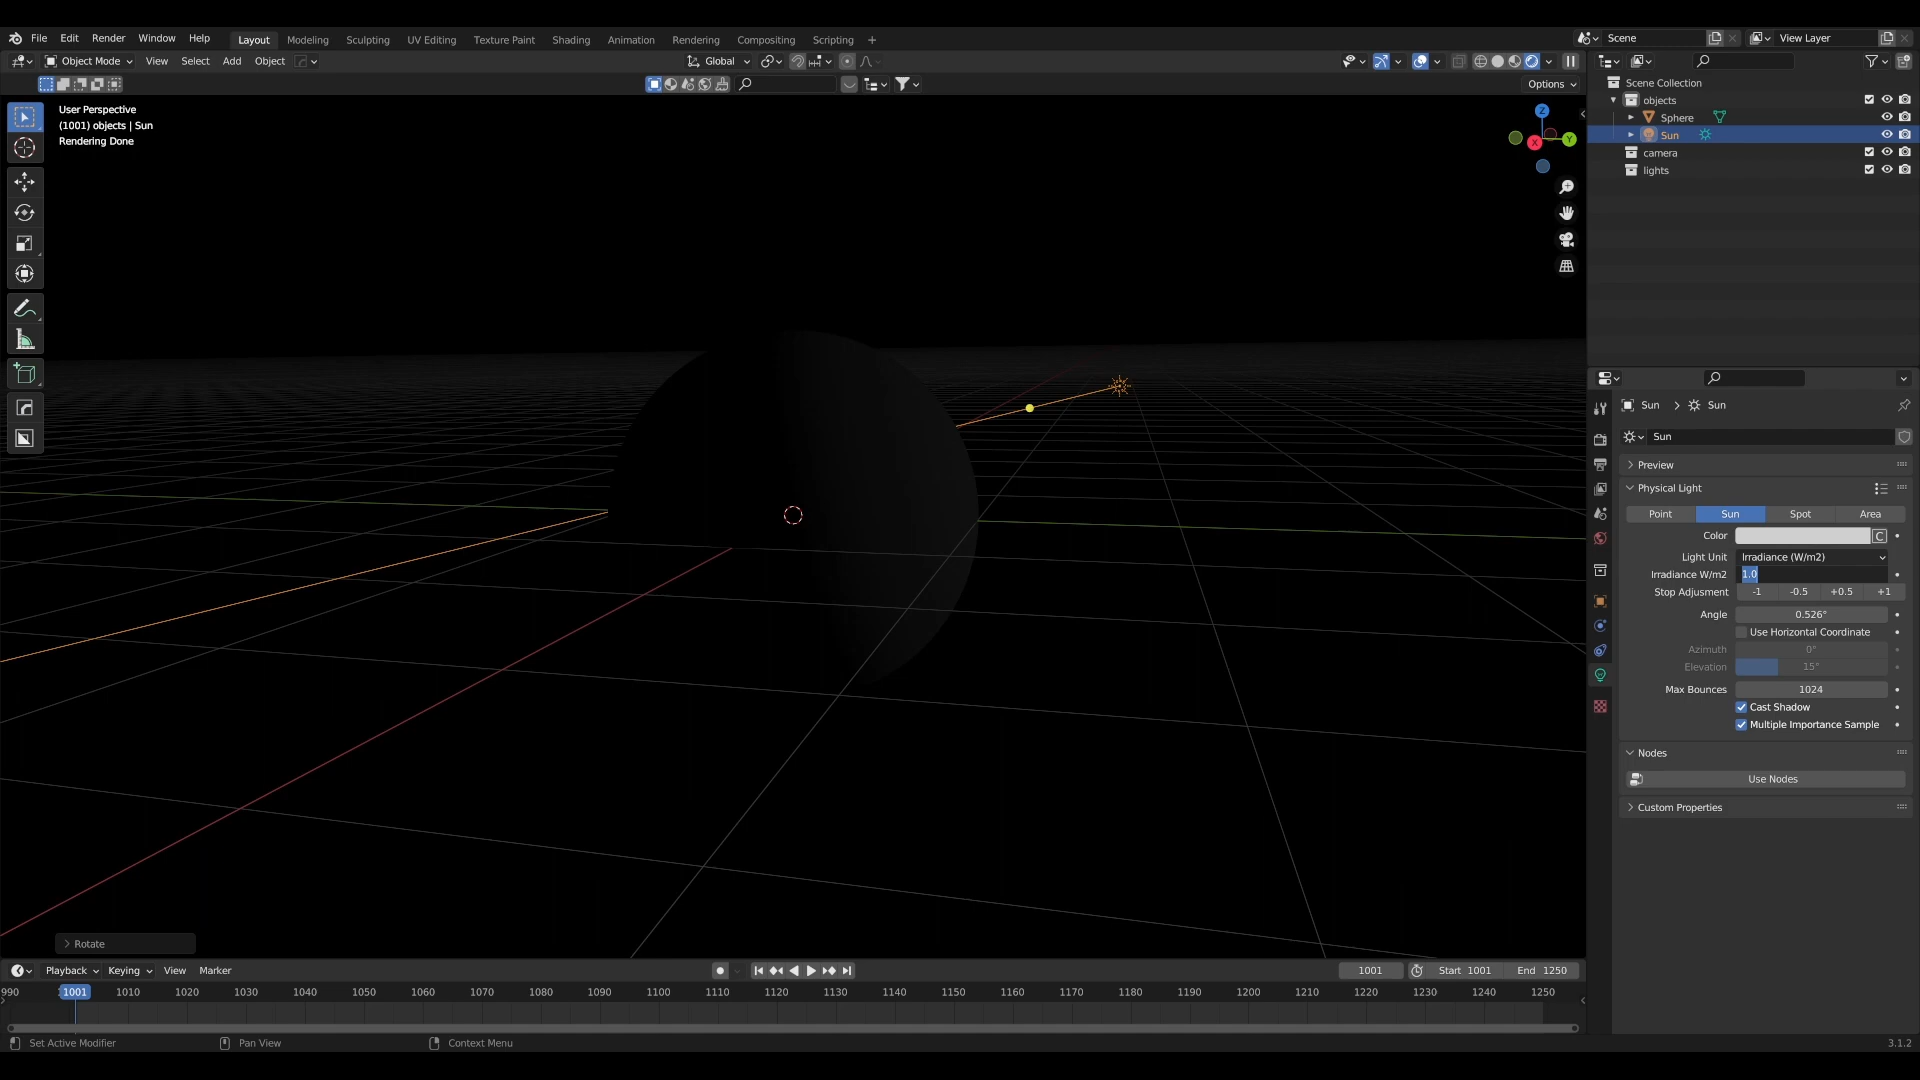 File Edit Render Window Help Layout Modeling Sculpting UV Editing Texture Paint Shading Animation Rendering Compositing Scripting + Scene View Layer
Object Mode View Select Add Object Global
Options
User Perspective
(1001) objects | Sun
Rendering Done
Z
Y
X
Rotate
Scene Collection
objects
Sphere
Sun
camera
lights
Sun > Sun
Sun
Preview
Physical Light
Point Sun Spot Area
Color C
Light Unit Irradiance (W/m2)
Irradiance W/m2 1.0
Stop Adjusment -1 -0.5 +0.5 +1
Angle 0.526°
Use Horizontal Coordinate
Azimuth 0°
Elevation 15°
Max Bounces 1024
Cast Shadow
Multiple Importance Sample
Nodes
Use Nodes
Custom Properties
Playback Keying View Marker 1001 Start 1001 End 1250
990 1001 1010 1020 1030 1040 1050 1060 1070 1080 1090 1100 1110 1120 1130 1140 1150 1160 1170 1180 1190 1200 1210 1220 1230 1240 1250
Set Active Modifier Pan View Context Menu 3.1.2